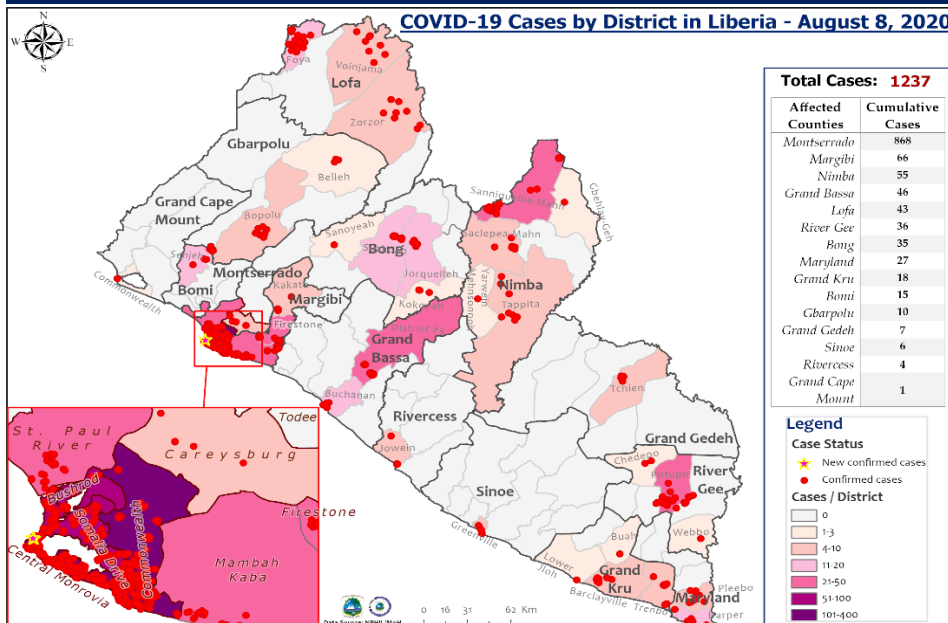 COVID-19 Cases by District in Liberia - August 8, 2020
N
W E
S
Foya
Voinjama
Lofa
Zorzor
Gbarpolu
Belleh
Grand Cape
Mount
Bopolu
Sanoyeah
Senjeh
Bong
Jorquelleh
Commonwealth
Bomi
Montserrado
Kakata
Margibi
Kokoyah
Firestone
District #3
Grand
Bassa
Buchanan
Sanniquellie-Mahn
Gbehlay-Geh
Saclepea-Mahn
Yarwein
Mehnsonnoh
Nimba
Tappita
Rivercess
Jowein
Tchien
Grand Gedeh
Chedepo
Potupo
River
Gee
Sinoe
Greenville
Buah
Webbo
Lower
Jloh
Grand
Kru
Barclayville
Trenbo
Pleebo
Maryland
Harper
Total Cases: 1237
Affected Counties Cumulative Cases
Montserrado 868
Margibi 66
Nimba 55
Grand Bassa 46
Lofa 43
River Gee 36
Bong 35
Maryland 27
Grand Kru 18
Bomi 15
Gbarpolu 10
Grand Gedeh 7
Sinoe 6
Rivercess 4
Grand Cape Mount 1
Legend
Case Status
New confirmed cases
Confirmed cases
Cases / District
0
1-3
4-10
11-20
21-50
51-100
101-400
St. Paul
River
Todee
Careysburg
Bushrod
Somalia Drive
Commonwealth
Central Monrovia
Firestone
Mambah
Kaba
0 16 31 62 Km
Data Source: NPHIL/MoH